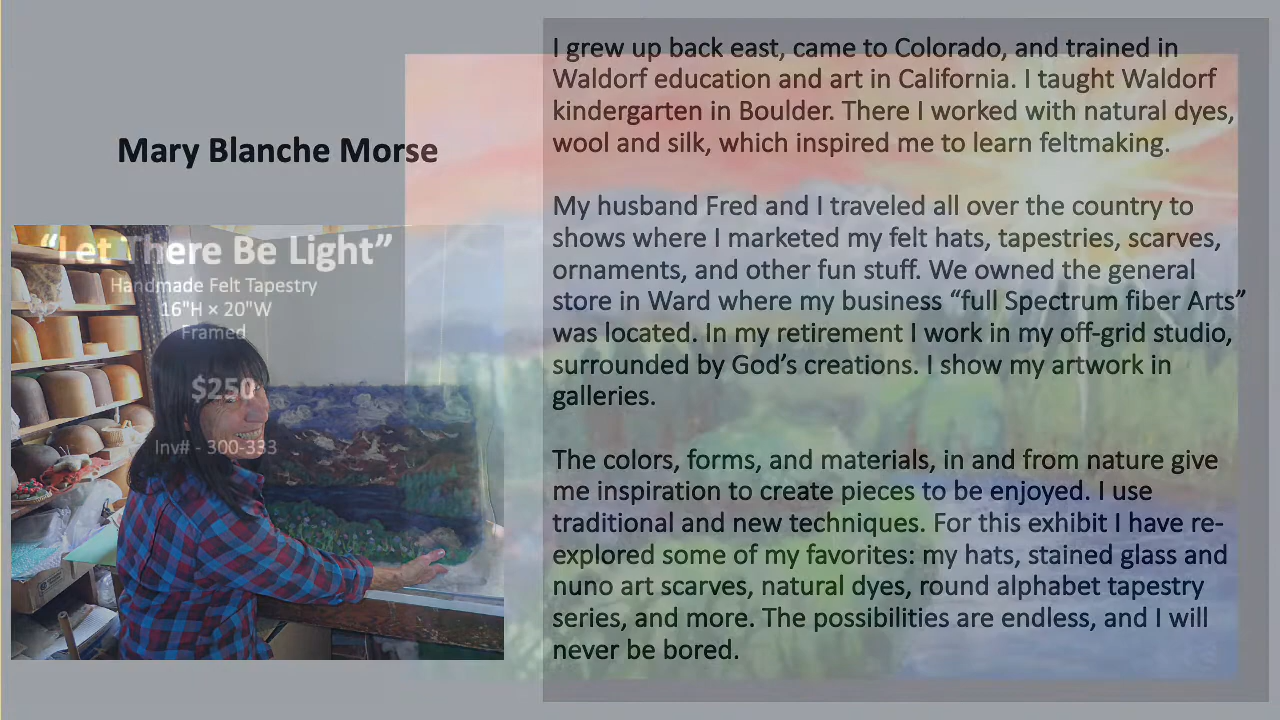 Mary Blanche Morse
“Let There Be Light”
Handmade Felt Tapestry
16"H × 20"W
Framed
$250
Inv# - 300-333
I grew up back east, came to Colorado, and trained in
Waldorf education and art in California. I taught Waldorf
kindergarten in Boulder. There I worked with natural dyes,
wool and silk, which inspired me to learn feltmaking.
My husband Fred and I traveled all over the country to
shows where I marketed my felt hats, tapestries, scarves,
ornaments, and other fun stuff. We owned the general
store in Ward where my business “full Spectrum fiber Arts”
was located. In my retirement I work in my off-grid studio,
surrounded by God’s creations. I show my artwork in
galleries.
The colors, forms, and materials, in and from nature give
me inspiration to create pieces to be enjoyed. I use
traditional and new techniques. For this exhibit I have re-
explored some of my favorites: my hats, stained glass and
nuno art scarves, natural dyes, round alphabet tapestry
series, and more. The possibilities are endless, and I will
never be bored.